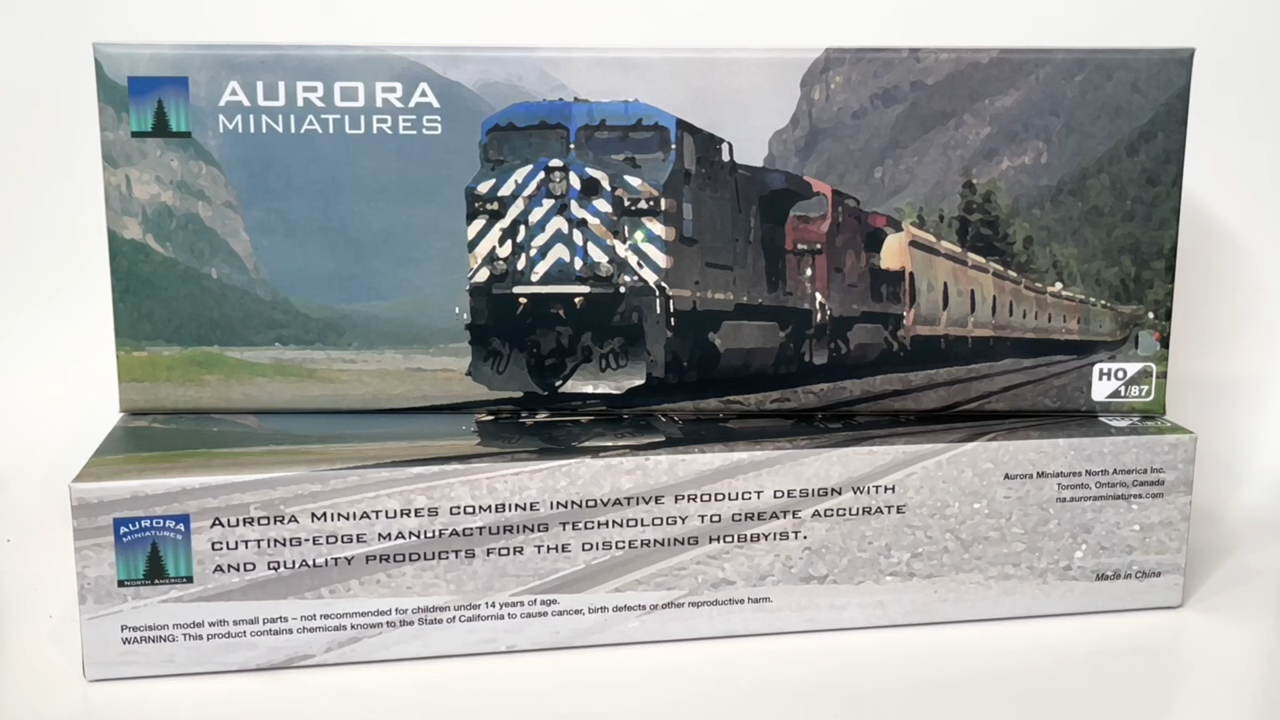 AURORA
MINIATURES
HO
1/87
AURORA
MINIATURES
NORTH AMERICA
AURORA MINIATURES COMBINE INNOVATIVE PRODUCT DESIGN WITH
CUTTING-EDGE MANUFACTURING TECHNOLOGY TO CREATE ACCURATE
AND QUALITY PRODUCTS FOR THE DISCERNING HOBBYIST.
Aurora Miniatures North America Inc.
Toronto, Ontario, Canada
na.auroraminiatures.com
Made in China
Precision model with small parts – not recommended for children under 14 years of age.
WARNING: This product contains chemicals known to the State of California to cause cancer, birth defects or other reproductive harm.